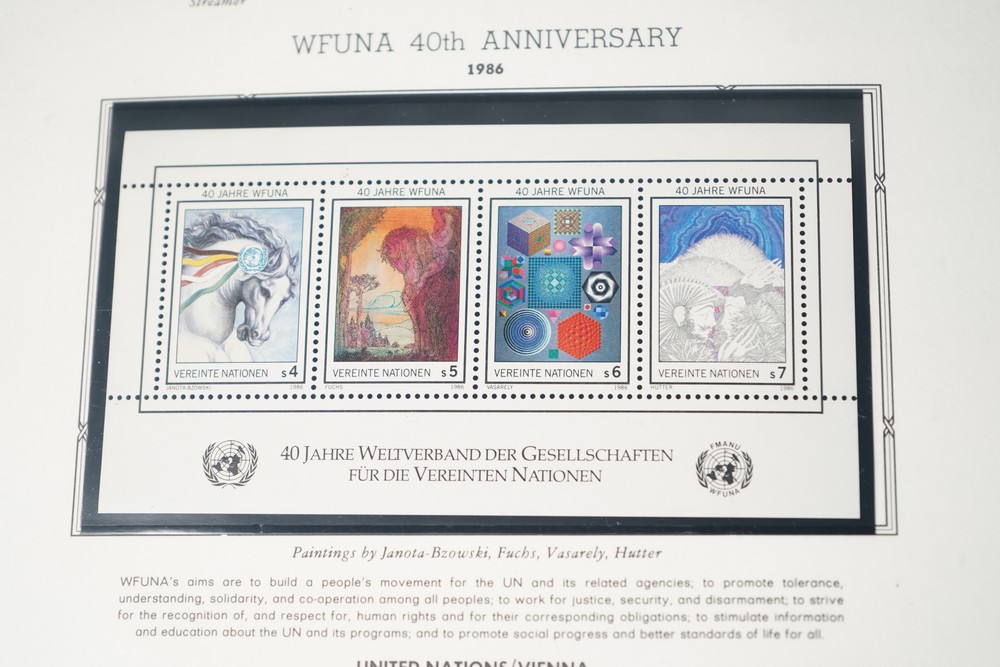 Streamer
WFUNA 40th ANNIVERSARY
1986
40 JAHRE WFUNA
VEREINTE NATIONEN s4
JANOTA-BZOWSKI 1986
40 JAHRE WFUNA
VEREINTE NATIONEN s5
FUCHS 1986
40 JAHRE WFUNA
VEREINTE NATIONEN s6
VASARELY 1986
40 JAHRE WFUNA
VEREINTE NATIONEN s7
HUTTER 1986
40 JAHRE WELTVERBAND DER GESELLSCHAFTEN
FÜR DIE VEREINTEN NATIONEN
FMANU
WFUNA
Paintings by Janota-Bzowski, Fuchs, Vasarely, Hutter
WFUNA's aims are to build a people's movement for the UN and its related agencies; to promote tolerance,
understanding, solidarity, and co-operation among all peoples; to work for justice, security, and disarmament; to strive
for the recognition of, and respect for, human rights and for their corresponding obligations; to stimulate information
and education about the UN and its programs; and to promote social progress and better standards of life for all.
UNITED NATIONS/VIENNA